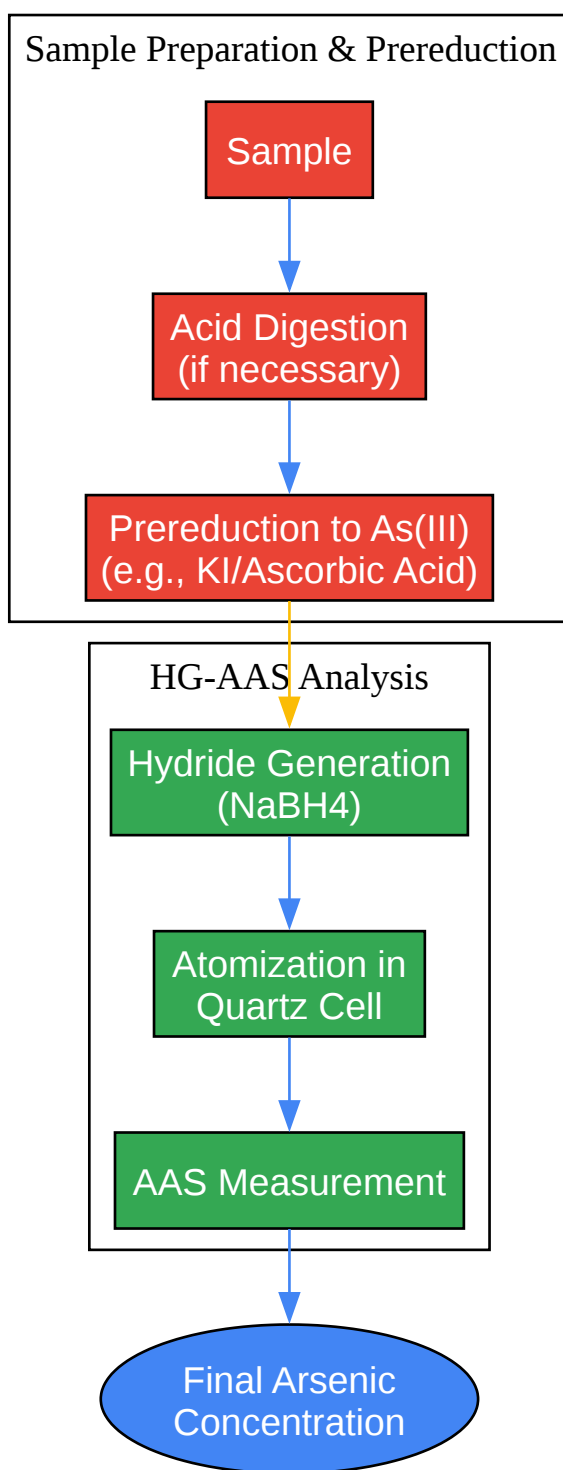 Sample Preparation & Prereduction
Sample
Acid Digestion
(if necessary)
Prereduction to As(III)
(e.g., KI/Ascorbic Acid)
HG-AAS Analysis
Hydride Generation
(NaBH4)
Atomization in
Quartz Cell
AAS Measurement
Final Arsenic
Concentration